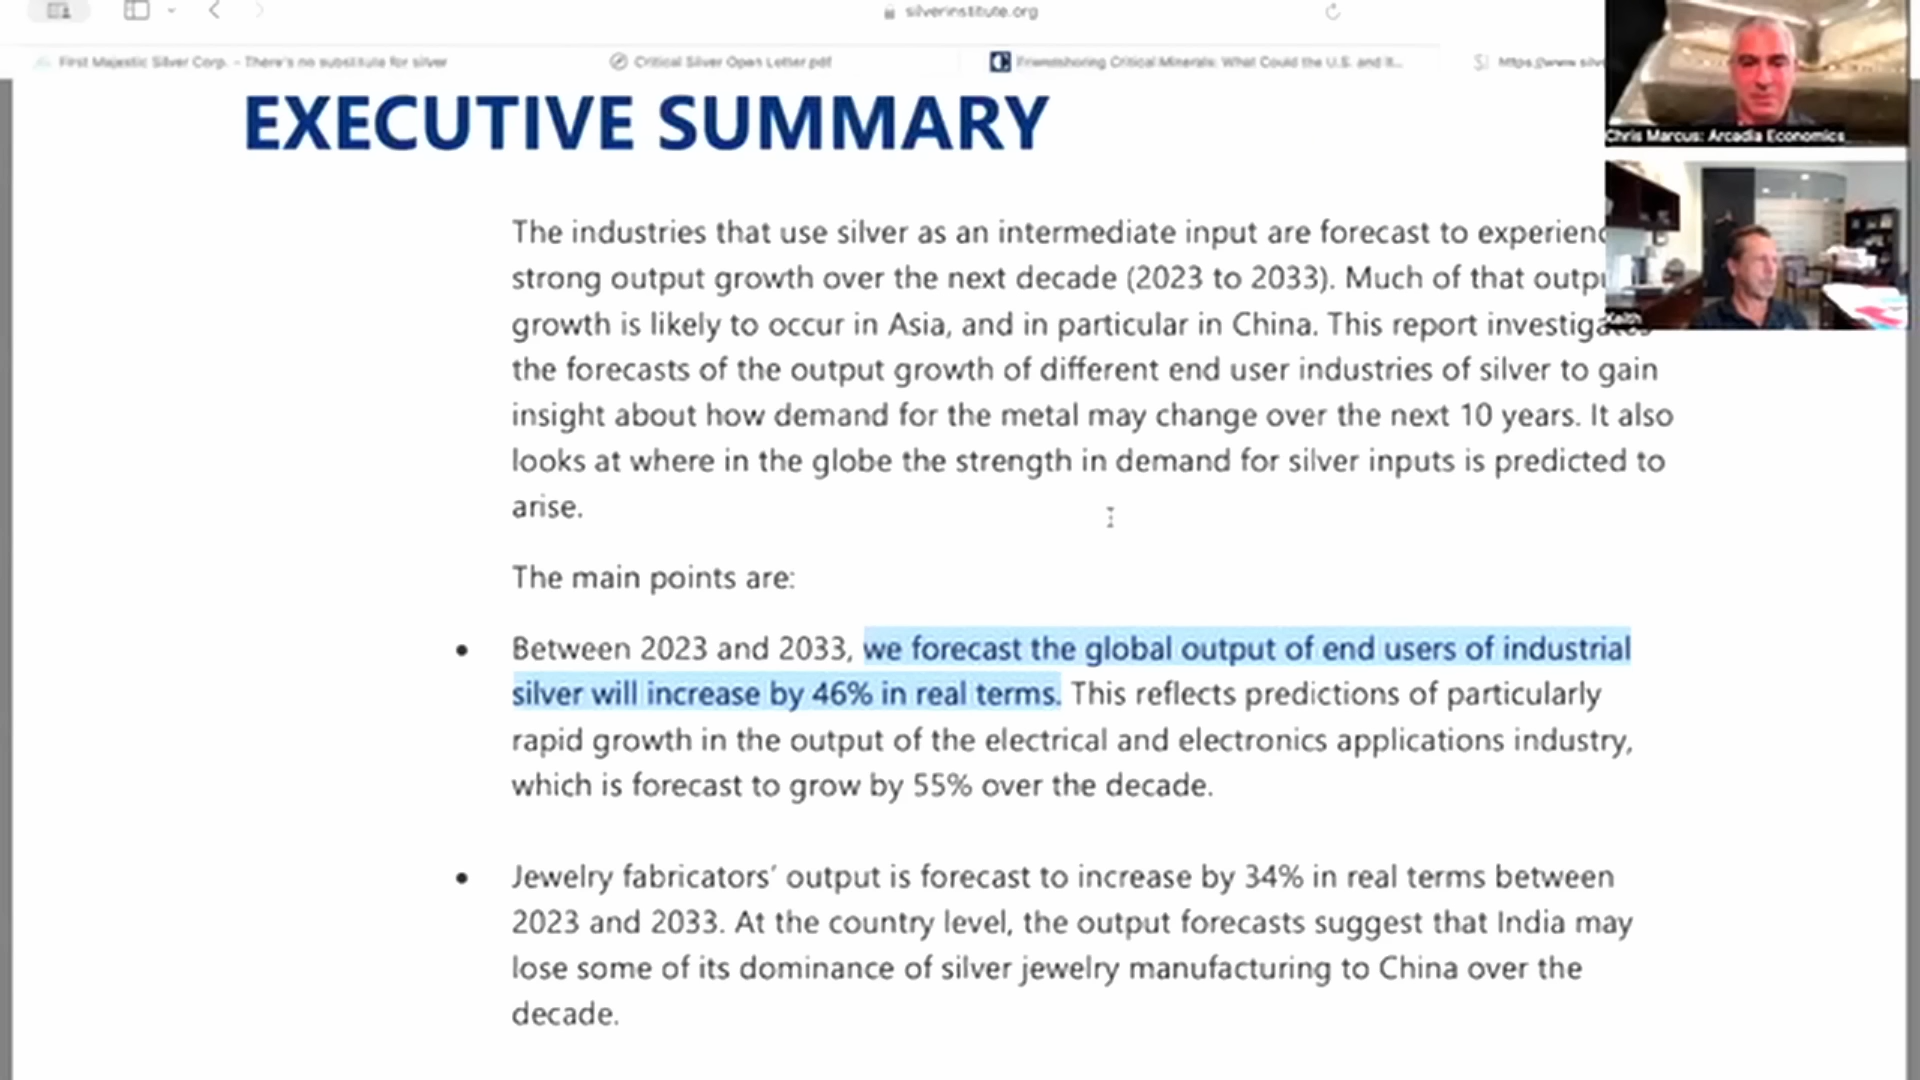 silverinstitute.org
First Majestic Silver Corp. - There's no substitute for silver
Critical Silver Open Letter.pdf
Friendshoring Critical Minerals: What Could the U.S. and It...
https://www.silv
EXECUTIVE SUMMARY
Chris Marcus: Arcadia Economics
Keith
The industries that use silver as an intermediate input are forecast to experienc
strong output growth over the next decade (2023 to 2033). Much of that outpu
growth is likely to occur in Asia, and in particular in China. This report investigates
the forecasts of the output growth of different end user industries of silver to gain
insight about how demand for the metal may change over the next 10 years. It also
looks at where in the globe the strength in demand for silver inputs is predicted to
arise.
The main points are:
• Between 2023 and 2033, we forecast the global output of end users of industrial
silver will increase by 46% in real terms. This reflects predictions of particularly
rapid growth in the output of the electrical and electronics applications industry,
which is forecast to grow by 55% over the decade.
• Jewelry fabricators' output is forecast to increase by 34% in real terms between
2023 and 2033. At the country level, the output forecasts suggest that India may
lose some of its dominance of silver jewelry manufacturing to China over the
decade.